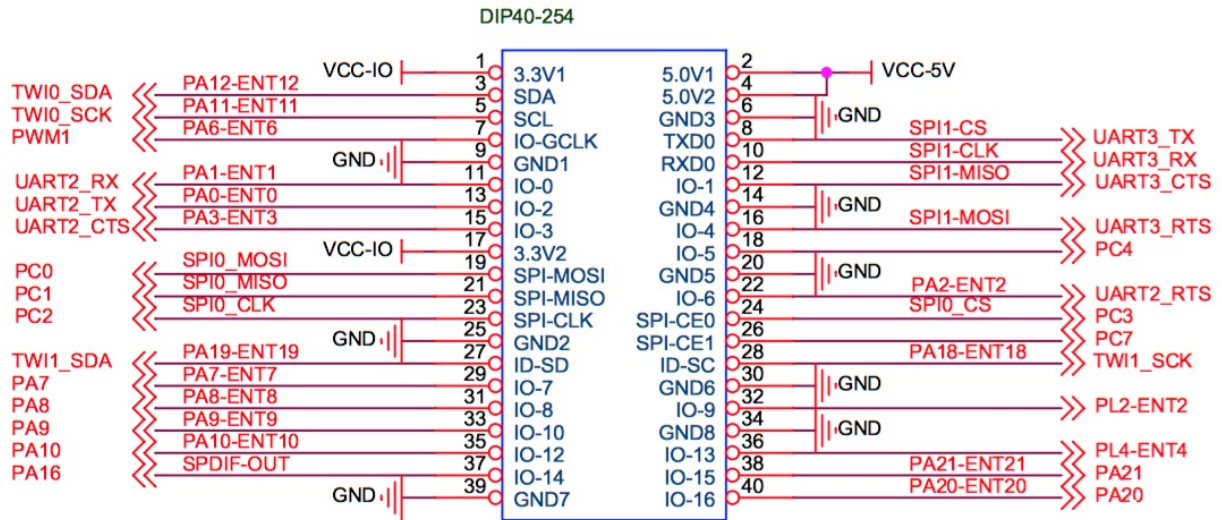 DIP40-254
VCC-IO 1 3.3V1 5.0V1 2 VCC-5V
TWI0_SDA PA12-ENT12 3 SDA 5.0V2 4
TWI0_SCK PA11-ENT11 5 SCL GND3 6 GND
PWM1 PA6-ENT6 7 IO-GCLK TXD0 8 SPI1-CS UART3_TX
GND 9 GND1 RXD0 10 SPI1-CLK UART3_RX
UART2_RX PA1-ENT1 11 IO-0 IO-1 12 SPI1-MISO UART3_CTS
UART2_TX PA0-ENT0 13 IO-2 GND4 14 GND
UART2_CTS PA3-ENT3 15 IO-3 IO-4 16 SPI1-MOSI UART3_RTS
VCC-IO 17 3.3V2 IO-5 18 PC4
PC0 SPI0_MOSI 19 SPI-MOSI GND5 20 GND
PC1 SPI0_MISO 21 SPI-MISO IO-6 22 PA2-ENT2 UART2_RTS
PC2 SPI0_CLK 23 SPI-CLK SPI-CE0 24 SPI0_CS PC3
GND 25 GND2 SPI-CE1 26 PC7
TWI1_SDA PA19-ENT19 27 ID-SD ID-SC 28 PA18-ENT18 TWI1_SCK
PA7 PA7-ENT7 29 IO-7 GND6 30 GND
PA8 PA8-ENT8 31 IO-8 IO-9 32 PL2-ENT2
PA9 PA9-ENT9 33 IO-10 GND8 34 GND
PA10 PA10-ENT10 35 IO-12 IO-13 36 PL4-ENT4
PA16 SPDIF-OUT 37 IO-14 IO-15 38 PA21-ENT21 PA21
GND 39 GND7 IO-16 40 PA20-ENT20 PA20